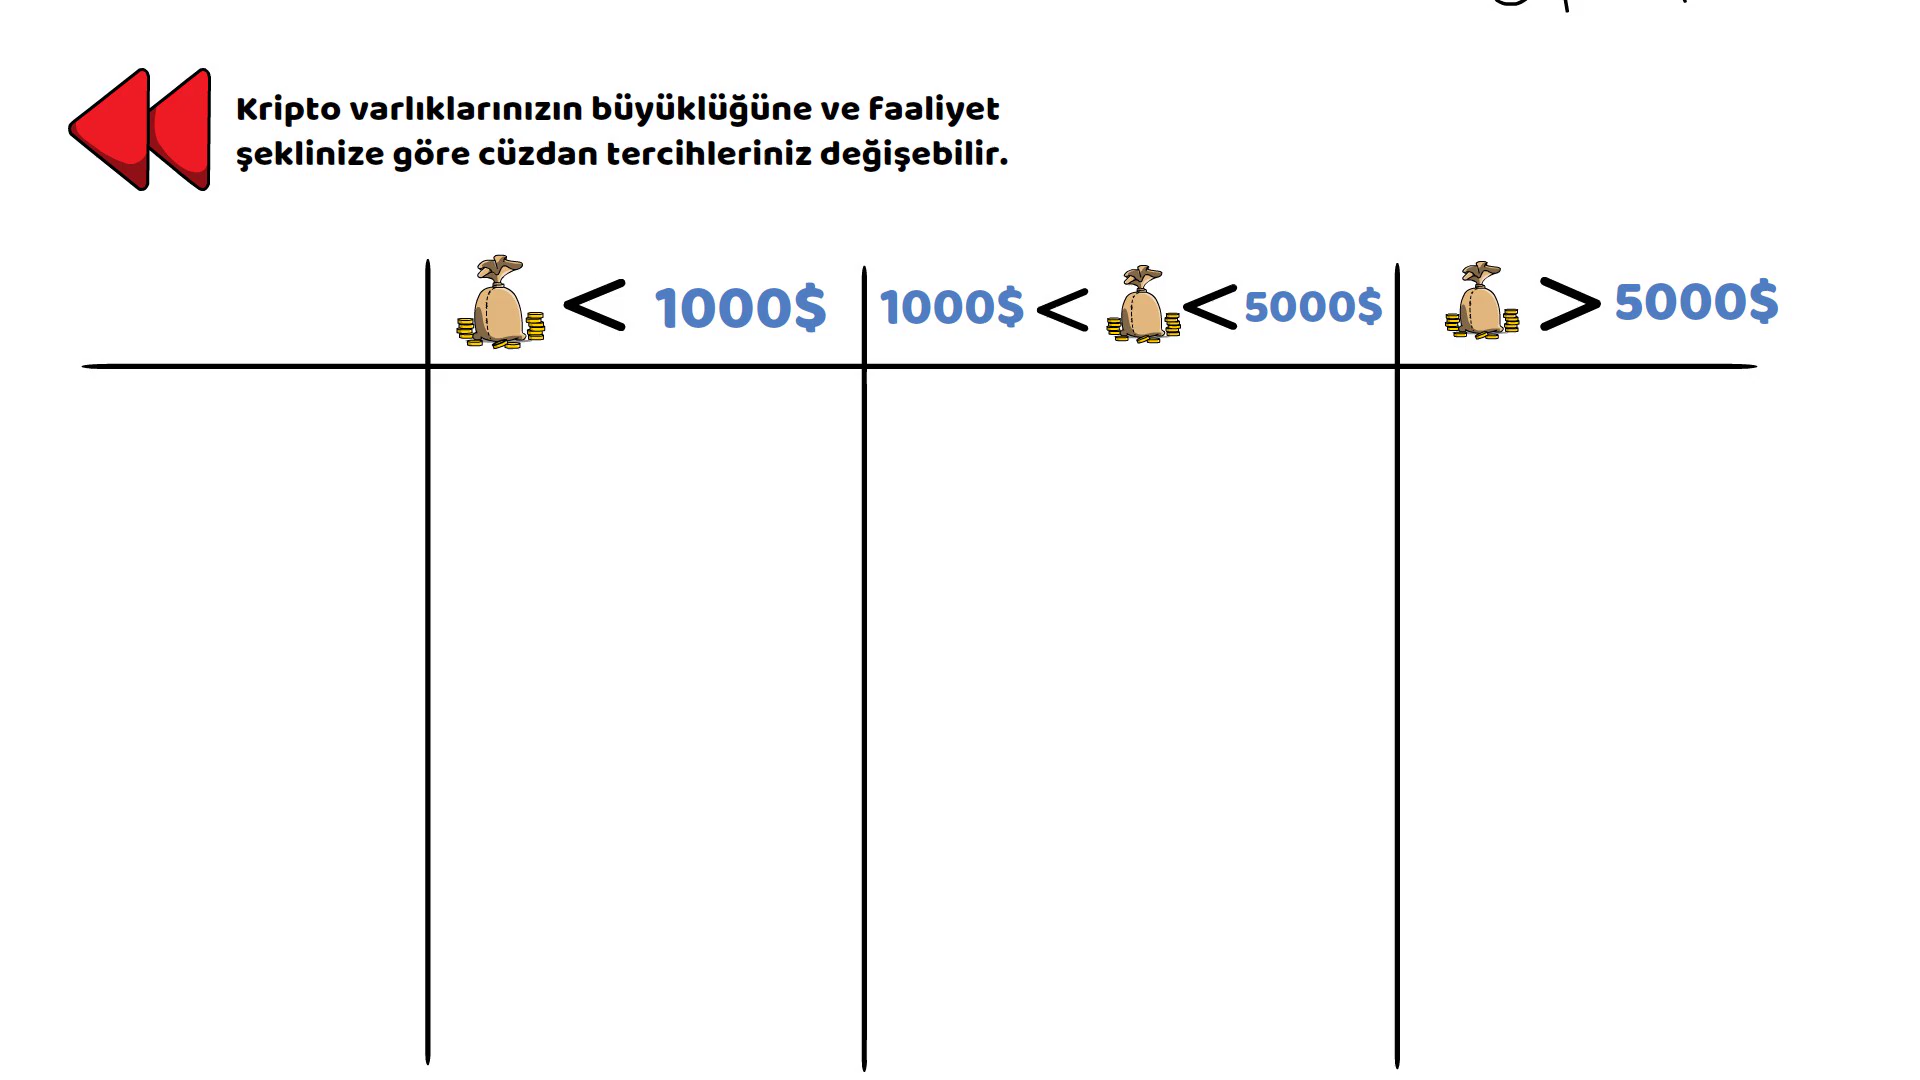 Kripto varlıklarınızın büyüklüğüne ve faaliyet
şeklinize göre cüzdan tercihleriniz değişebilir.
< 1000$ 1000$ < < 5000$ > 5000$